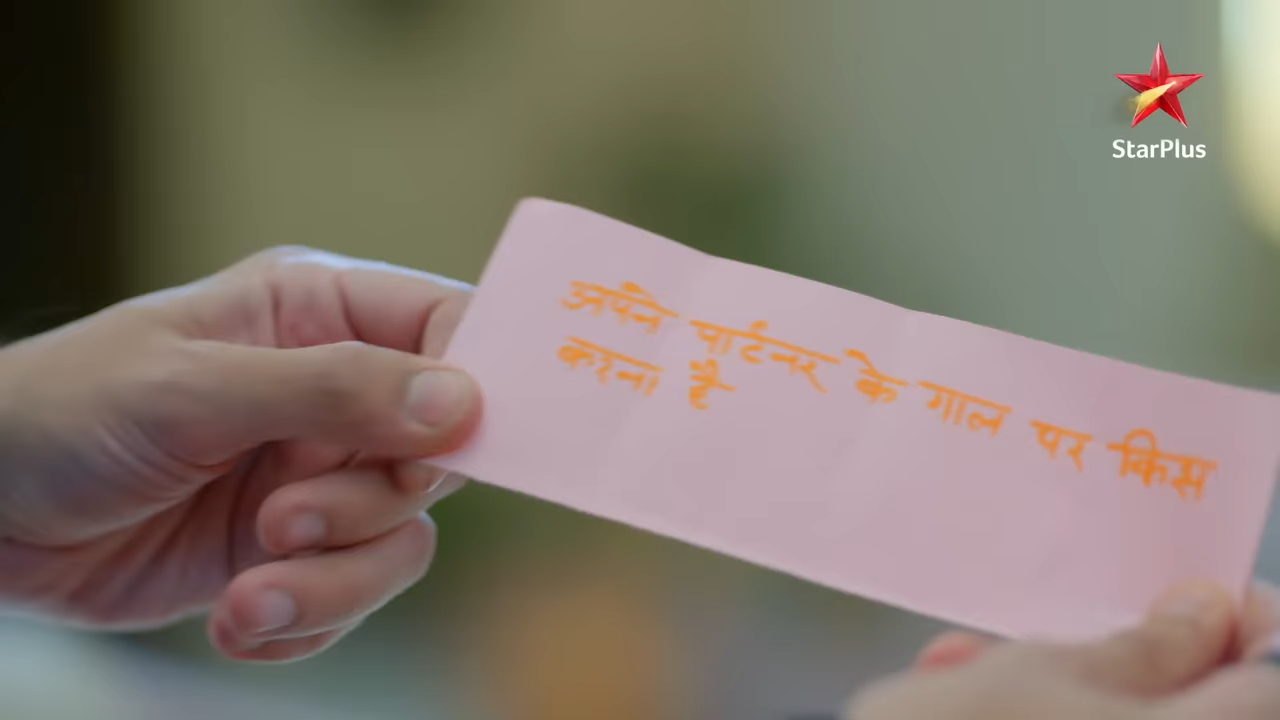 StarPlus
अपने पार्टनर के गाल पर किस
करना है